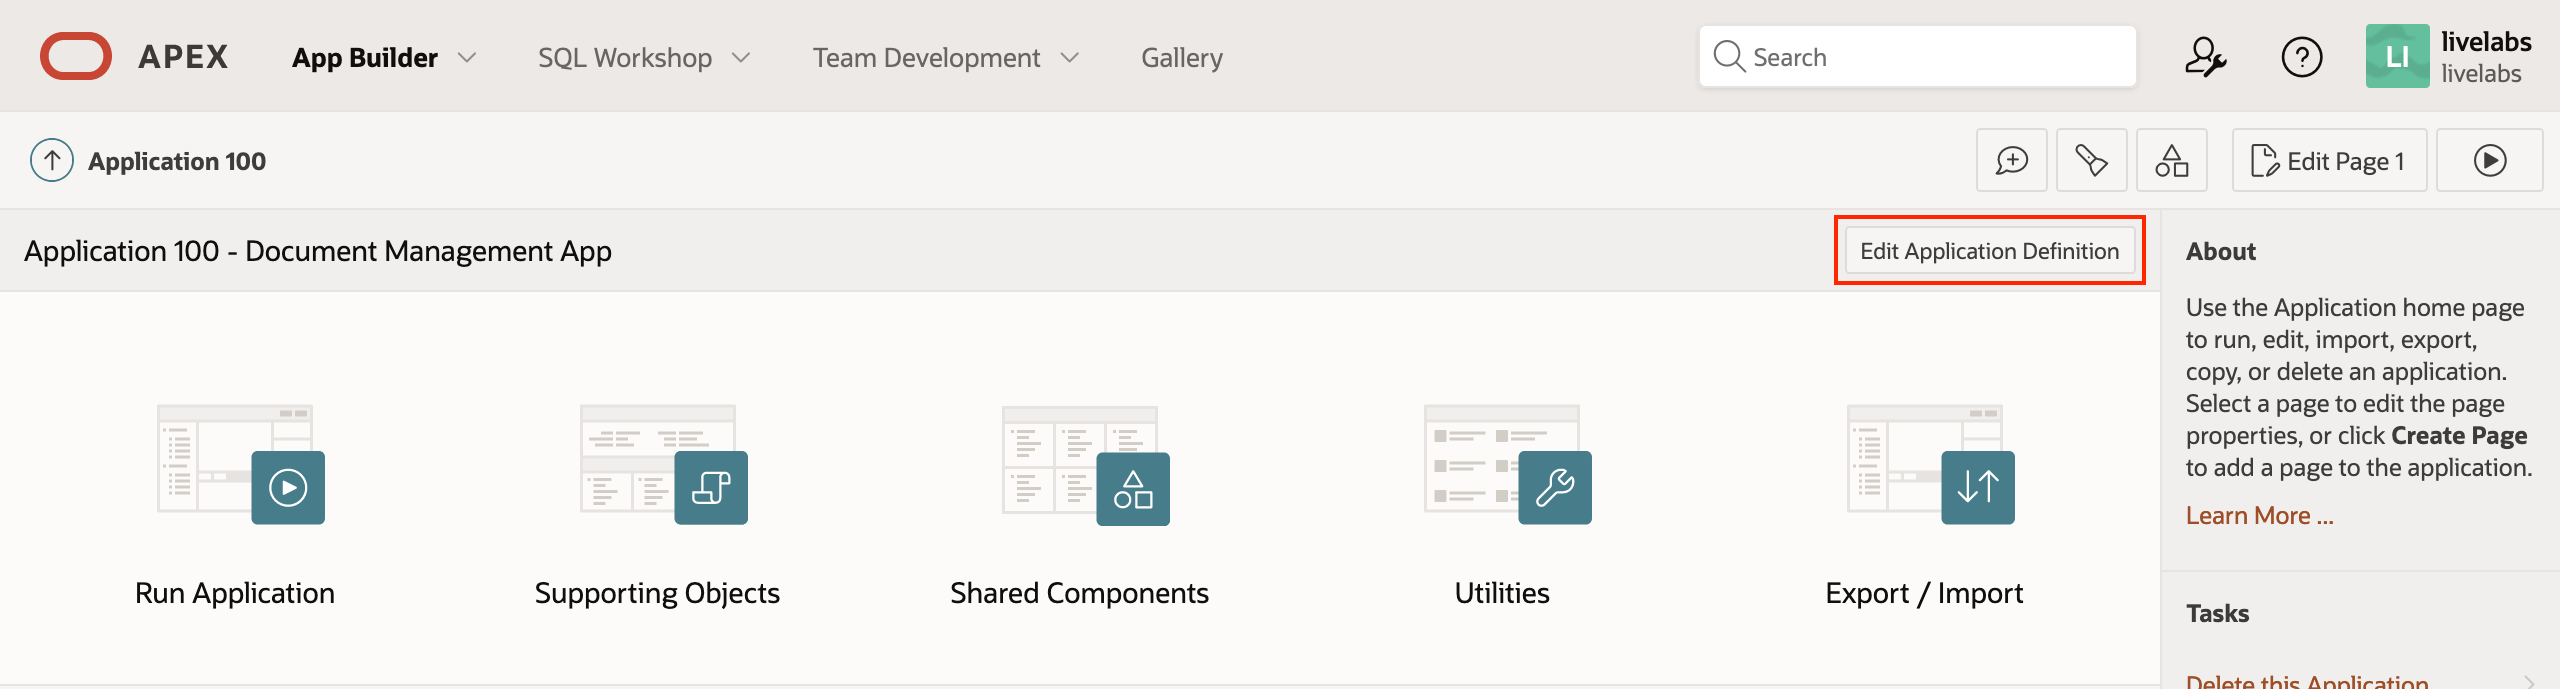 APEX
App Builder
SQL Workshop
Team Development
Gallery
Search
?
LI
livelabs
livelabs
Application 100
Edit Page 1
Application 100 - Document Management App
Edit Application Definition
Run Application
Supporting Objects
Shared Components
Utilities
Export / Import
About
Use the Application home page
to run, edit, import, export,
copy, or delete an application.
Select a page to edit the page
properties, or click Create Page
to add a page to the application.
Learn More ...
Tasks
Delete this Application